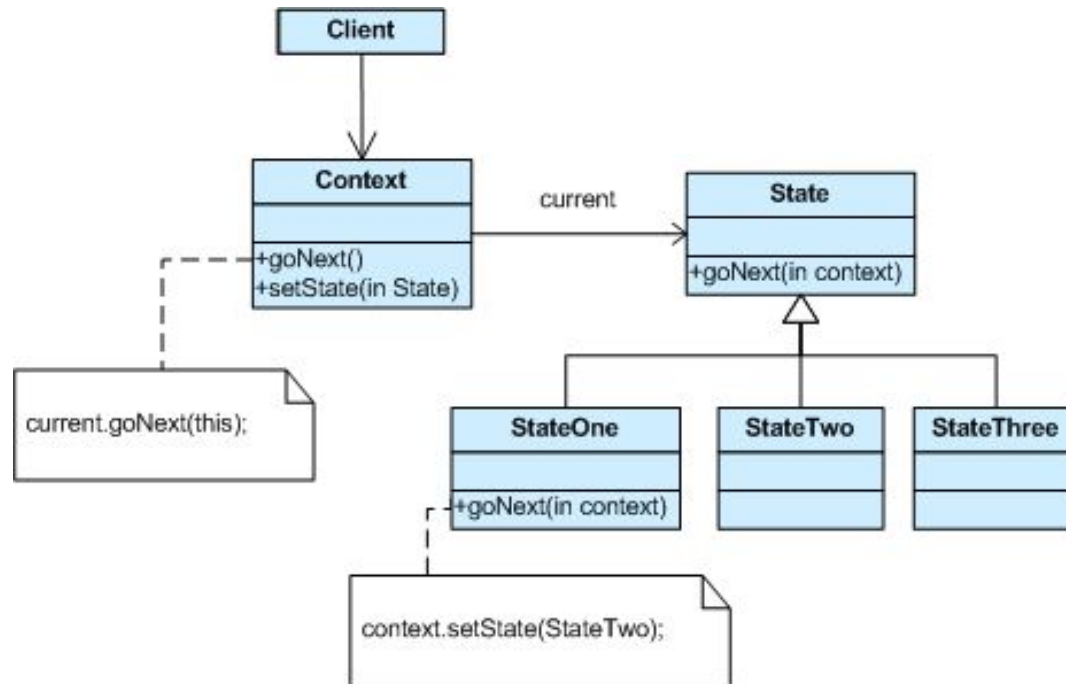 Client
Context
+goNext()
+setState(in State)
current
State
+goNext(in context)
current.goNext(this);
StateOne
+goNext(in context)
StateTwo
StateThree
context.setState(StateTwo);